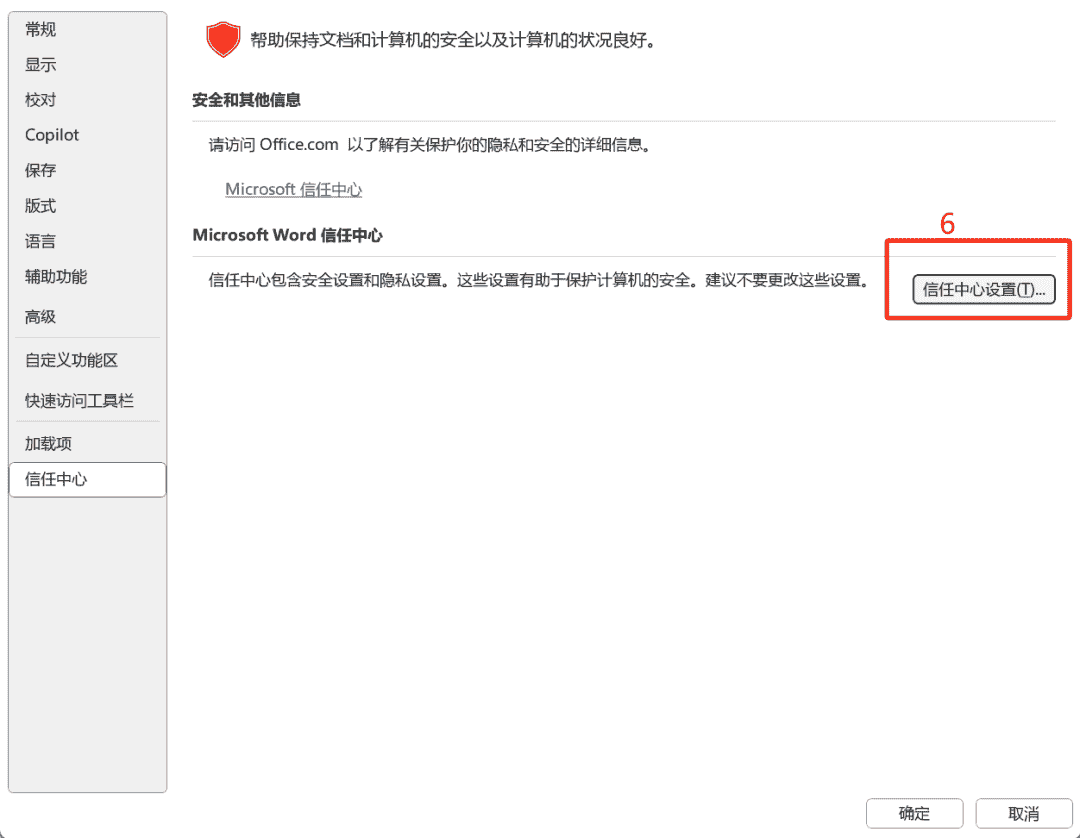 常规
显示
校对
Copilot
保存
版式
语言
辅助功能
高级
自定义功能区
快速访问工具栏
加载项
信任中心
帮助保持文档和计算机的安全以及计算机的状况良好。
安全和其他信息
请访问 Office.com 以了解有关保护你的隐私和安全的详细信息。
Microsoft 信任中心
Microsoft Word 信任中心
6
信任中心包含安全设置和隐私设置。这些设置有助于保护计算机的安全。建议不要更改这些设置。
信任中心设置(T)...
确定
取消